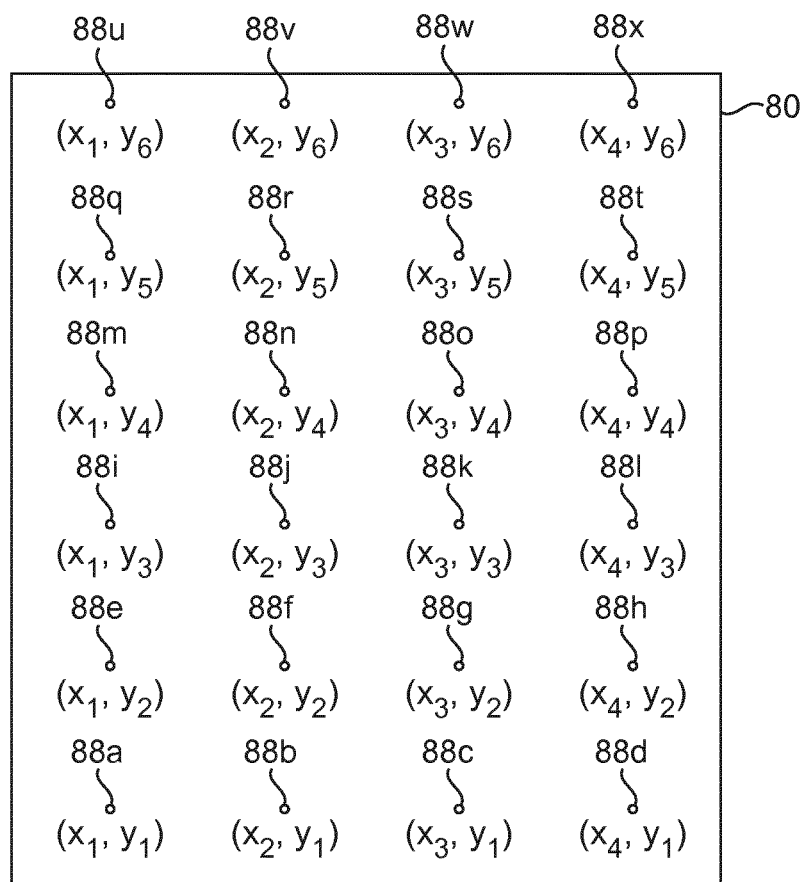 88u 88v 88w 88x
80
(x₁, y₆) (x₂, y₆) (x₃, y₆) (x₄, y₆)
88q 88r 88s 88t
(x₁, y₅) (x₂, y₅) (x₃, y₅) (x₄, y₅)
88m 88n 88o 88p
(x₁, y₄) (x₂, y₄) (x₃, y₄) (x₄, y₄)
88i 88j 88k 88l
(x₁, y₃) (x₂, y₃) (x₃, y₃) (x₄, y₃)
88e 88f 88g 88h
(x₁, y₂) (x₂, y₂) (x₃, y₂) (x₄, y₂)
88a 88b 88c 88d
(x₁, y₁) (x₂, y₁) (x₃, y₁) (x₄, y₁)